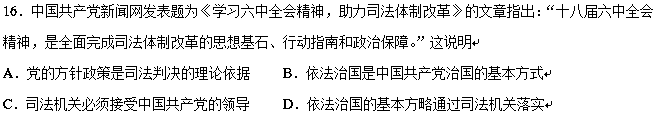 16．中国共产党新闻网发表题为《学习六中全会精神，助力司法体制改革》的文章指出：“十八届六中全会
精神，是全面完成司法体制改革的思想基石、行动指南和政治保障。”这说明↵
A．党的方针政策是司法判决的理论依据 B．依法治国是中国共产党治国的基本方式↵
C．司法机关必须接受中国共产党的领导 D．依法治国的基本方略通过司法机关落实↵